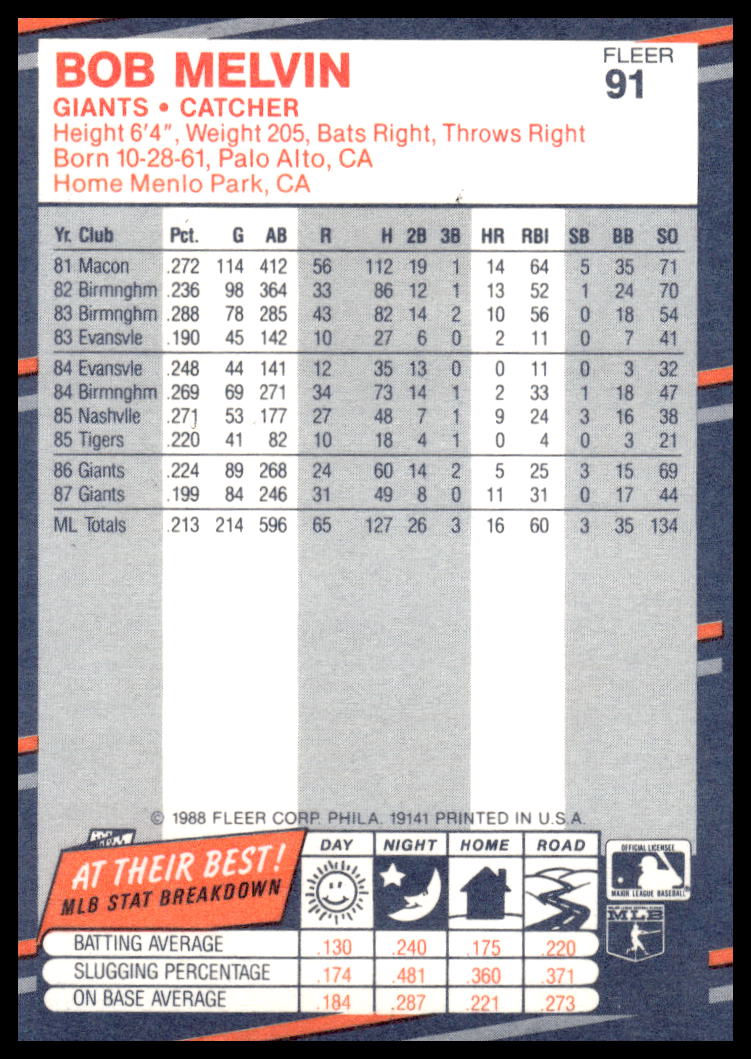 BOB MELVIN
FLEER
91
GIANTS • CATCHER
Height 6'4", Weight 205, Bats Right, Throws Right
Born 10-28-61, Palo Alto, CA
Home Menlo Park, CA
Yr. Club Pct. G AB R H 2B 3B HR RBI SB BB SO
81 Macon .272 114 412 56 112 19 1 14 64 5 35 71
82 Birmnghm .236 98 364 33 86 12 1 13 52 1 24 70
83 Birmnghm .288 78 285 43 82 14 2 10 56 0 18 54
83 Evansvle .190 45 142 10 27 6 0 2 11 0 7 41
84 Evansvle .248 44 141 12 35 13 0 0 11 0 3 32
84 Birmnghm .269 69 271 34 73 14 1 2 33 1 18 47
85 Nashvlle .271 53 177 27 48 7 1 9 24 3 16 38
85 Tigers .220 41 82 10 18 4 1 0 4 0 3 21
86 Giants .224 89 268 24 60 14 2 5 25 3 15 69
87 Giants .199 84 246 31 49 8 0 11 31 0 17 44
ML Totals .213 214 596 65 127 26 3 16 60 3 35 134
© 1988 FLEER CORP. PHILA. 19141 PRINTED IN U.S.A.
AT THEIR BEST!
MLB STAT BREAKDOWN
DAY NIGHT HOME ROAD
BATTING AVERAGE .130 .240 .175 .220
SLUGGING PERCENTAGE .174 .481 .360 .371
ON BASE AVERAGE .184 .287 .221 .273
OFFICIAL LICENSEE
MAJOR LEAGUE BASEBALL
MLB